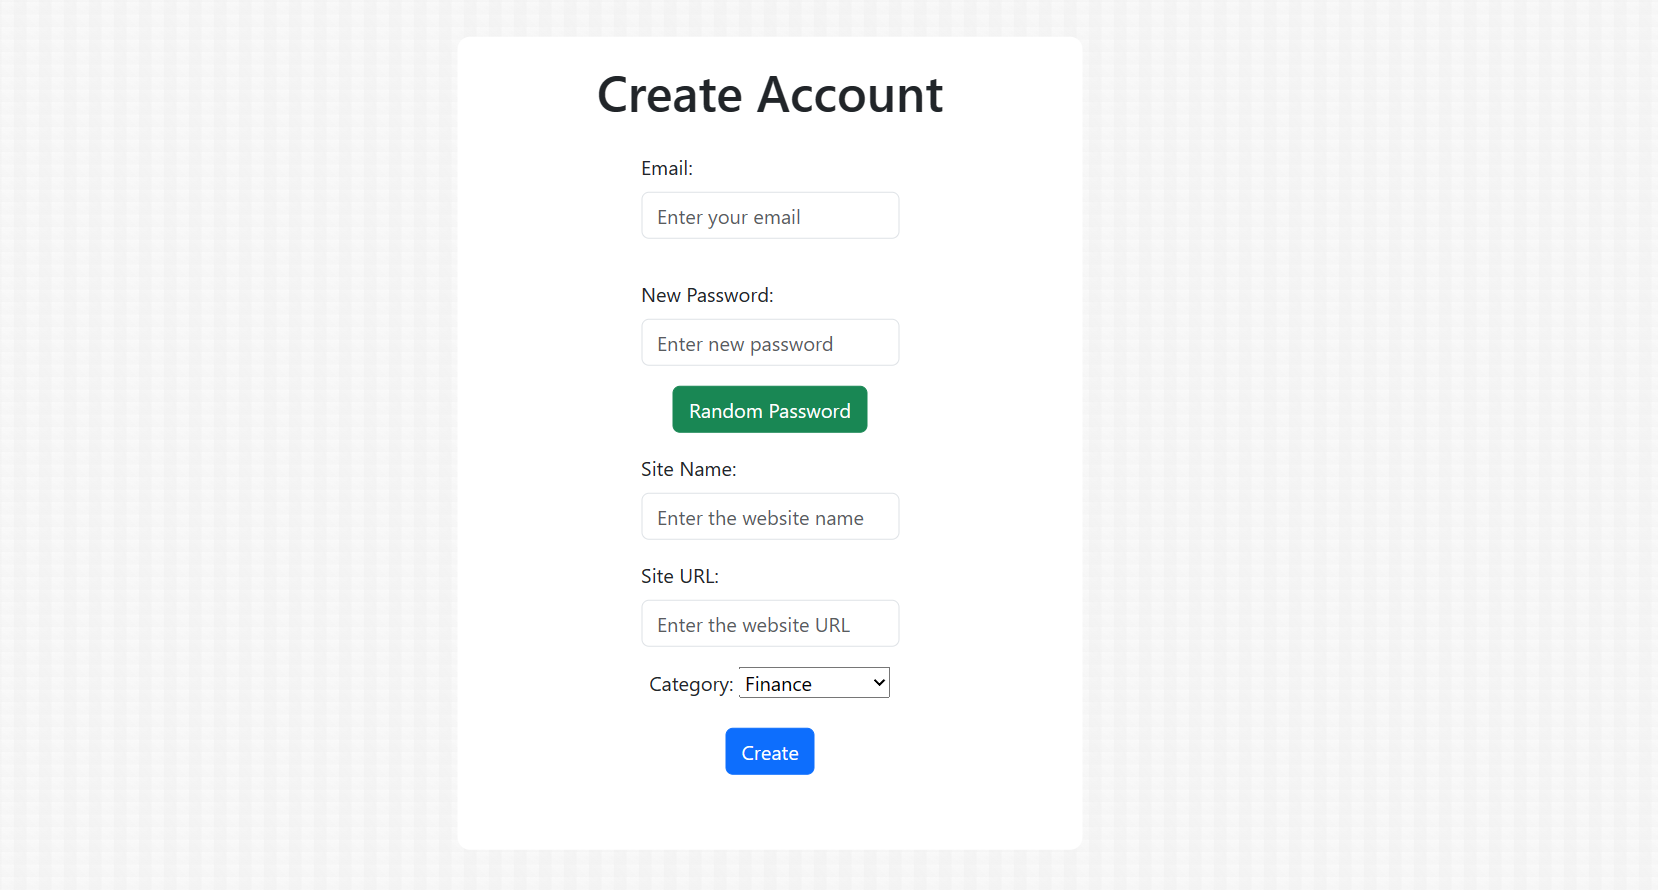 Create Account
Email:
Enter your email
New Password:
Enter new password
Random Password
Site Name:
Enter the website name
Site URL:
Enter the website URL
Category: Finance
Create